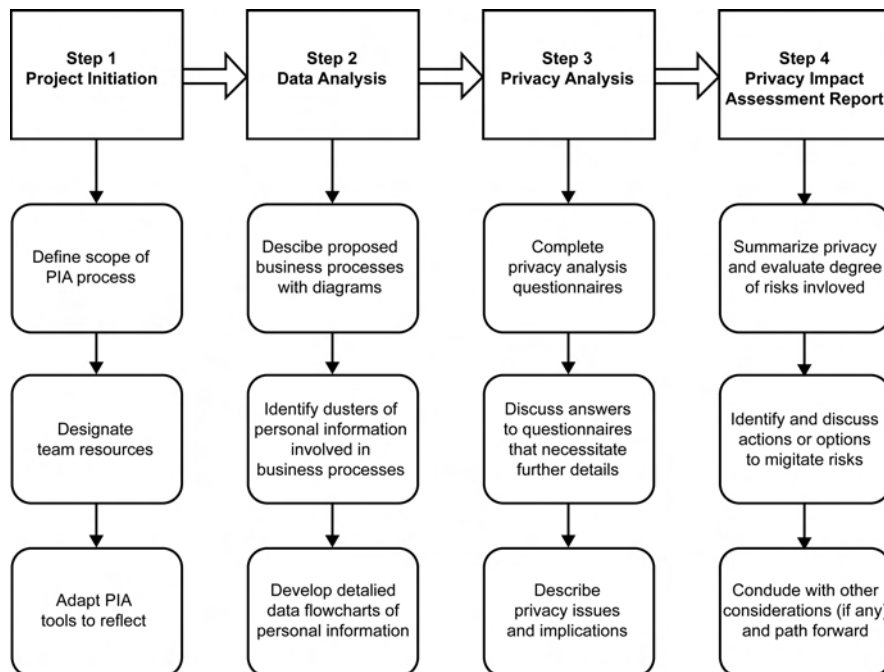 Step 1
Project Initiation
Step 2
Data Analysis
Step 3
Privacy Analysis
Step 4
Privacy Impact
Assessment Report
Define scope of
PIA process
Descibe proposed
business processes
with diagrams
Complete
privacy analysis
questionnaires
Summarize privacy
and evaluate degree
of risks invloved
Designate
team resources
Identify dusters of
personal information
involved in
business processes
Discuss answers
to questionnaires
that necessitate
further details
Identify and discuss
actions or options
to migitate risks
Adapt PIA
tools to reflect
Develop detalied
data flowcharts of
personal information
Describe
privacy issues
and implications
Condude with other
considerations (if any)
and path forward